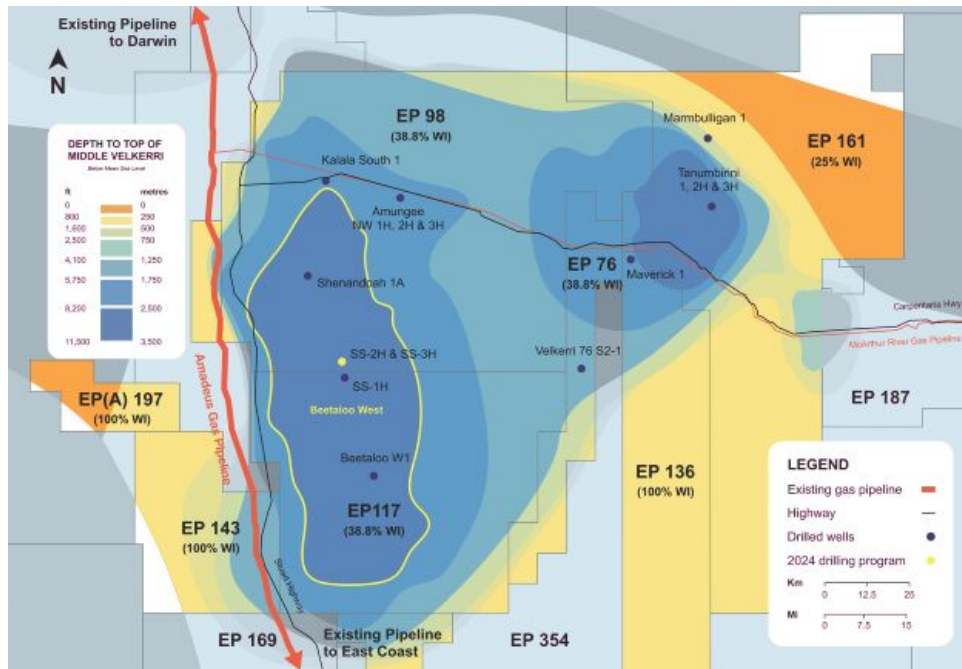 Existing Pipeline
to Darwin
N
DEPTH TO TOP OF
MIDDLE VELKERRI
Below Mean Sea Level
ft
metres
0
0
800
250
1,600
500
2,500
750
4,100
1,250
5,750
1,750
8,200
2,500
11,500
3,500
EP 98
(38.8% WI)
Marmbulligan 1
EP 161
(25% WI)
Kalala South 1
Tanumbirini
1, 2H & 3H
Amungee
NW 1H, 2H & 3H
EP 76
(38.8% WI)
Maverick 1
Shenandoah 1A
Carpentaria Hwy
McArthur River Gas Pipeline
SS-2H & SS-3H
Velkerri 76 S2-1
SS-1H
EP(A) 197
(100% WI)
EP 187
Beetaloo West
Amadeus Gas Pipeline
Beetaloo W1
EP 136
(100% WI)
EP117
(38.8% WI)
EP 143
(100% WI)
Stuart Highway
EP 169
Existing Pipeline
to East Coast
EP 354
LEGEND
Existing gas pipeline
Highway
Drilled wells
2024 drilling program
Km
0 12.5 25
Mi
0 7.5 15